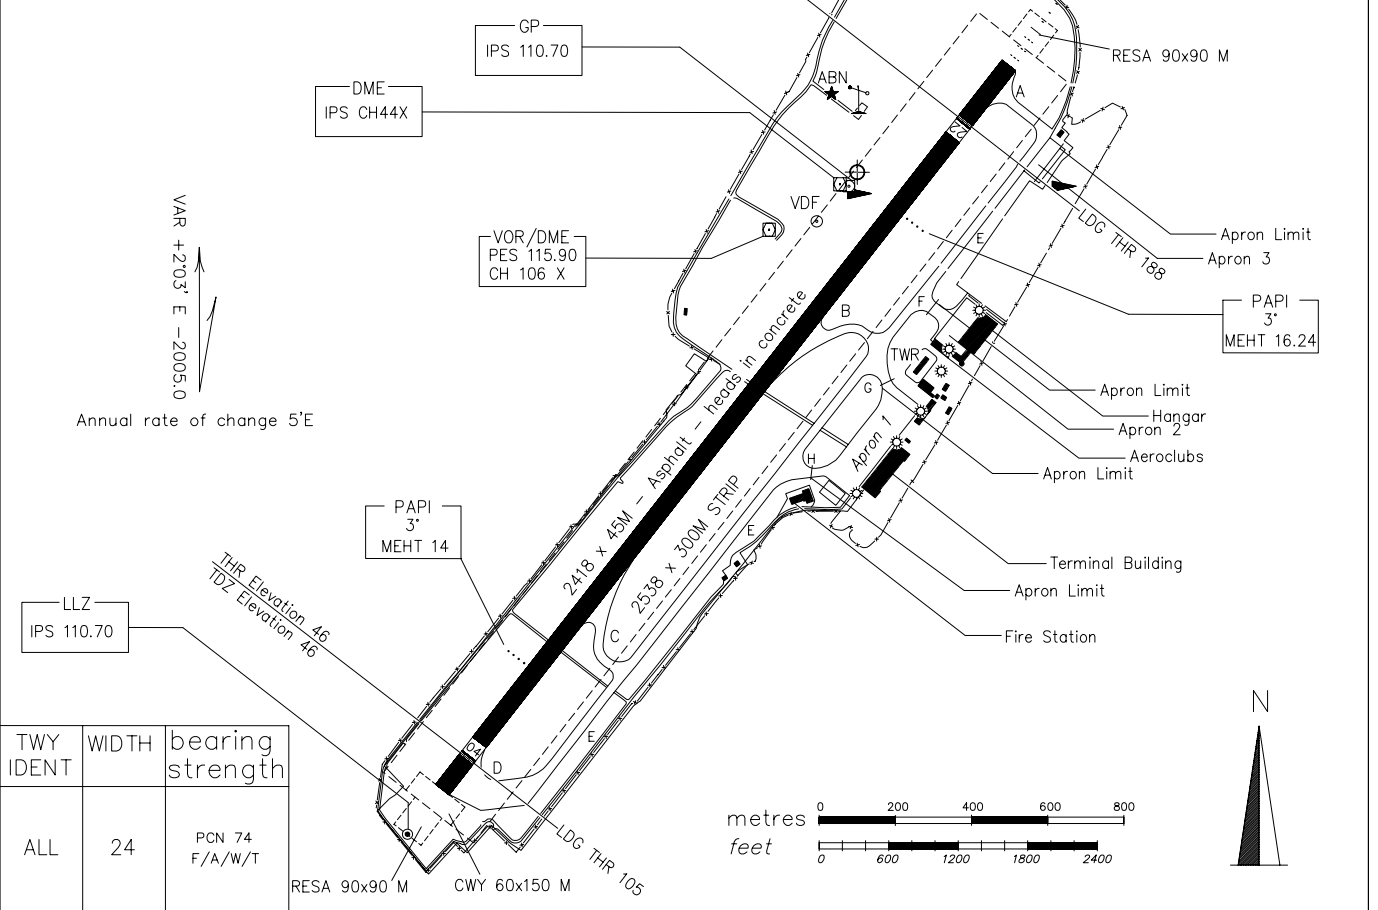 GP
IPS 110.70
RESA 90x90 M
ABN
DME
IPS CH44X
A
22
VDF
LDG THR 188
E
Apron Limit
Apron 3
VOR/DME
PES 115.90
CH 106 X
VAR +2°03' E -2005.0
Annual rate of change 5'E
PAPI
3°
MEHT 16.24
B
F
TWR
G
H
Apron 1
Apron Limit
Hangar
Apron 2
Aeroclubs
Apron Limit
2418 x 45M - Asphalt - heads in concrete
2538 x 300M STRIP
PAPI
3°
MEHT 14
E
Terminal Building
Apron Limit
Fire Station
THR Elevation 46
TDZ Elevation 46
LLZ
IPS 110.70
C
E
04
D
LDG THR 105
RESA 90x90 M
CWY 60x150 M
TWY IDENT
WIDTH
bearing strength
ALL
24
PCN 74
F/A/W/T
metres
0 200 400 600 800
feet
0 600 1200 1800 2400
N